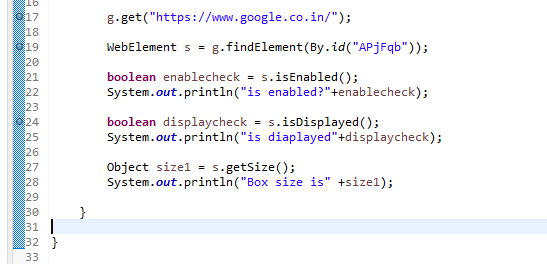 16
17 g.get("https://www.google.co.in/");
18
19 WebElement s = g.findElement(By.id("APjFqb"));
20
21 boolean enablecheck = s.isEnabled();
22 System.out.println("is enabled?"+enablecheck);
23
24 boolean displaycheck = s.isDisplayed();
25 System.out.println("is diaplayed"+displaycheck);
26
27 Object size1 = s.getSize();
28 System.out.println("Box size is" +size1);
29
30 }
31
32 }
33